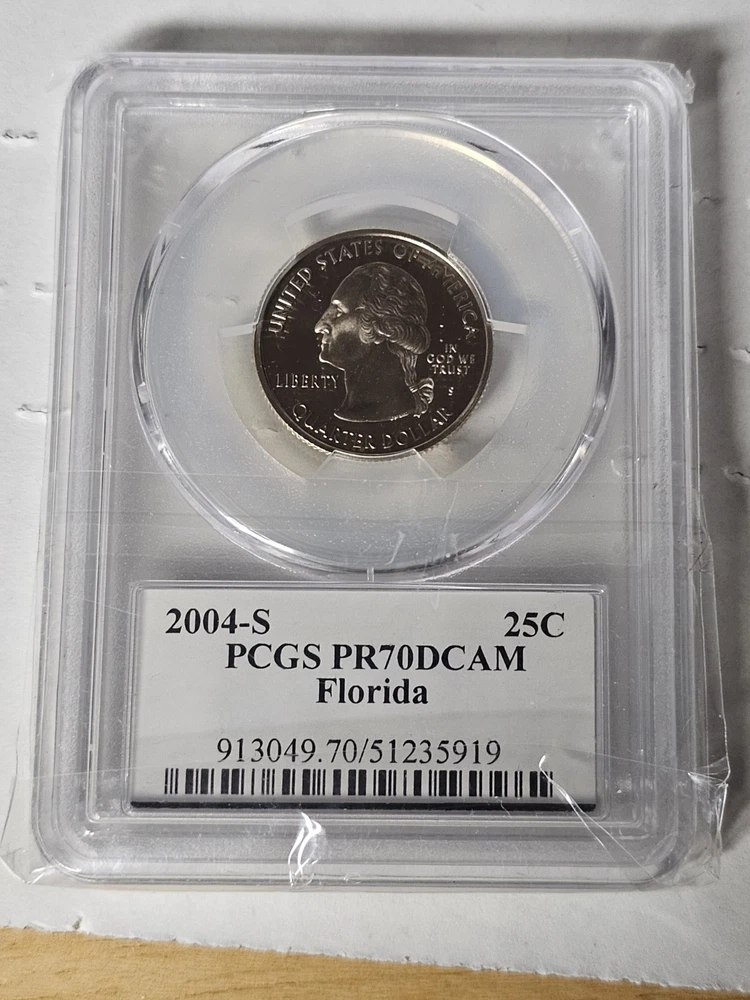 UNITED STATES OF AMERICA
IN
GOD WE
TRUST
LIBERTY
S
QUARTER DOLLAR
2004-S 25C
PCGS PR70DCAM
Florida
913049.70/51235919